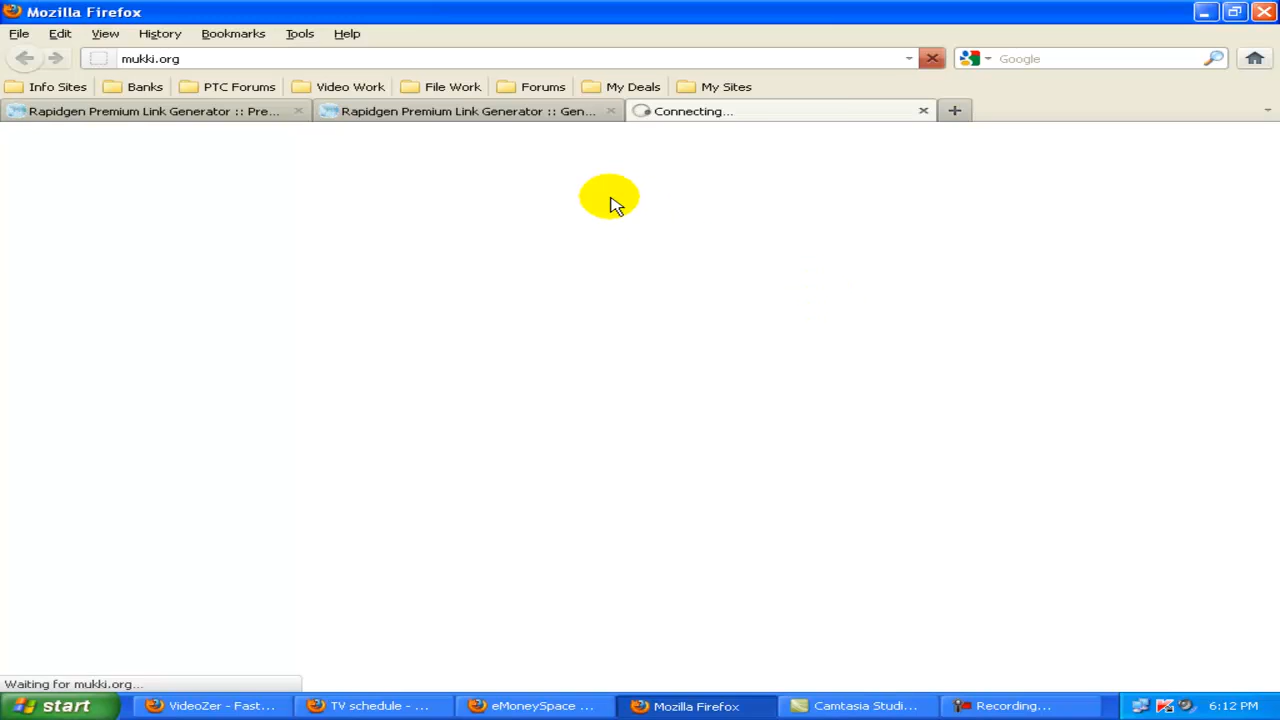 Mozilla Firefox
File Edit View History Bookmarks Tools Help
mukki.org Google
Info Sites Banks PTC Forums Video Work File Work Forums My Deals My Sites
Rapidgen Premium Link Generator :: Pre... Rapidgen Premium Link Generator :: Gen... Connecting...
Waiting for mukki.org...
start VideoZer - Fast... TV schedule - ... eMoneySpace ... Mozilla Firefox Camtasia Studi... Recording... 6:12 PM